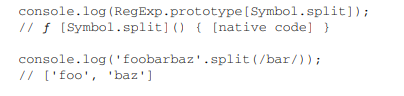 console.log(RegExp.prototype[Symbol.split]);
// ƒ [Symbol.split]() { [native code] }
console.log('foobarbaz'.split(/bar/));
// ['foo', 'baz']